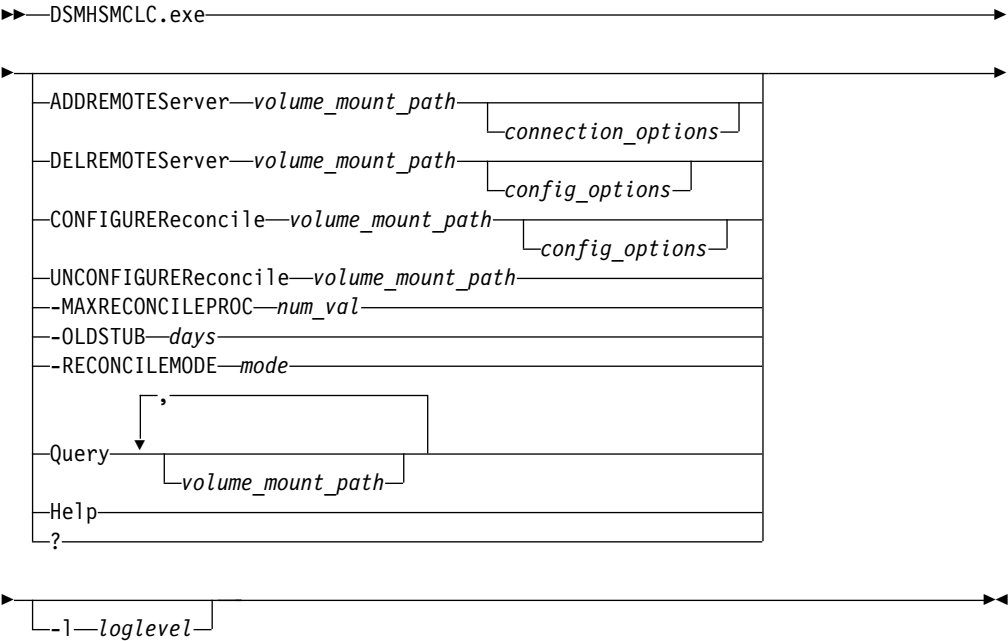 DSMHSMCLC.exe
ADDREMOTEServer volume_mount_path
connection_options
DELREMOTEServer volume_mount_path
config_options
CONFIGUREReconcile volume_mount_path
config_options
UNCONFIGUREReconcile volume_mount_path
-MAXRECONCILEPROC num_val
-OLDSTUB days
-RECONCILEMODE mode
,
Query
volume_mount_path
Help
?
-l loglevel